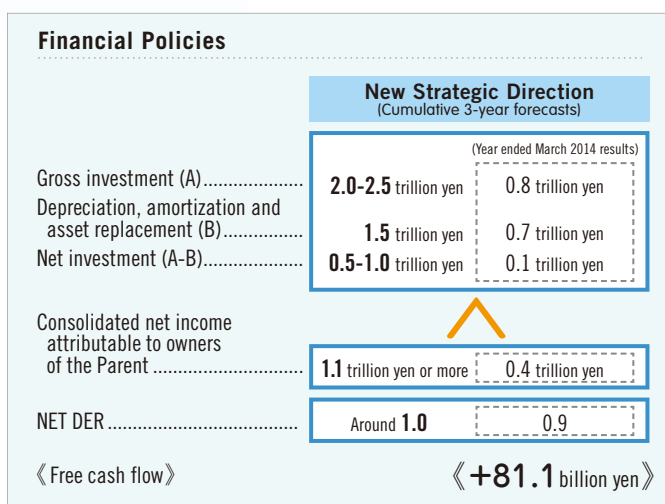 Financial Policies
New Strategic Direction
(Cumulative 3-year forecasts)
(Year ended March 2014 results)
Gross investment (A).................... 2.0-2.5 trillion yen 0.8 trillion yen
Depreciation, amortization and
asset replacement (B)................ 1.5 trillion yen 0.7 trillion yen
Net investment (A-B).................... 0.5-1.0 trillion yen 0.1 trillion yen
Consolidated net income
attributable to owners
of the Parent .............................. 1.1 trillion yen or more 0.4 trillion yen
NET DER...................................... Around 1.0 0.9
《Free cash flow》 《+81.1 billion yen》